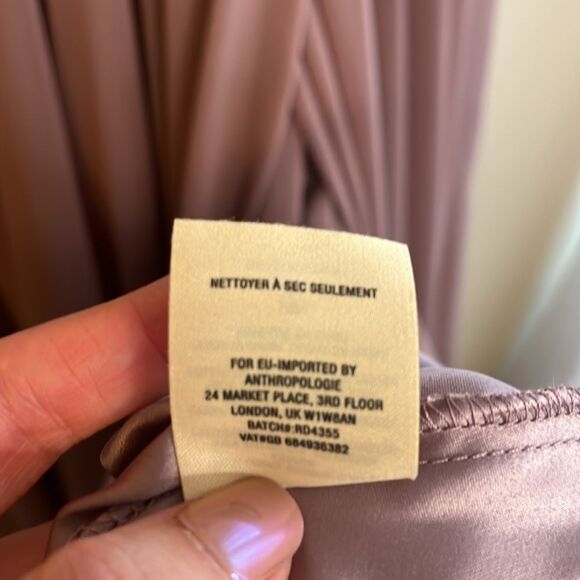 NETTOYER À SEC SEULEMENT
FOR EU-IMPORTED BY
ANTHROPOLOGIE
24 MARKET PLACE, 3RD FLOOR
LONDON, UK W1W8AN
BATCH#:RD4355
VAT#GB 684936382